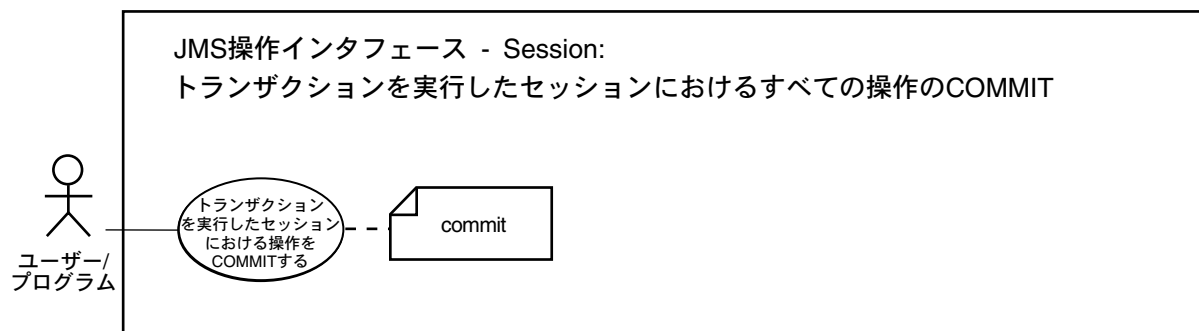 JMS操作インタフェース - Session:
トランザクションを実行したセッションにおけるすべての操作のCOMMIT
トランザクション
を実行したセッション
における操作を
COMMITする
commit
ユーザー/
プログラム